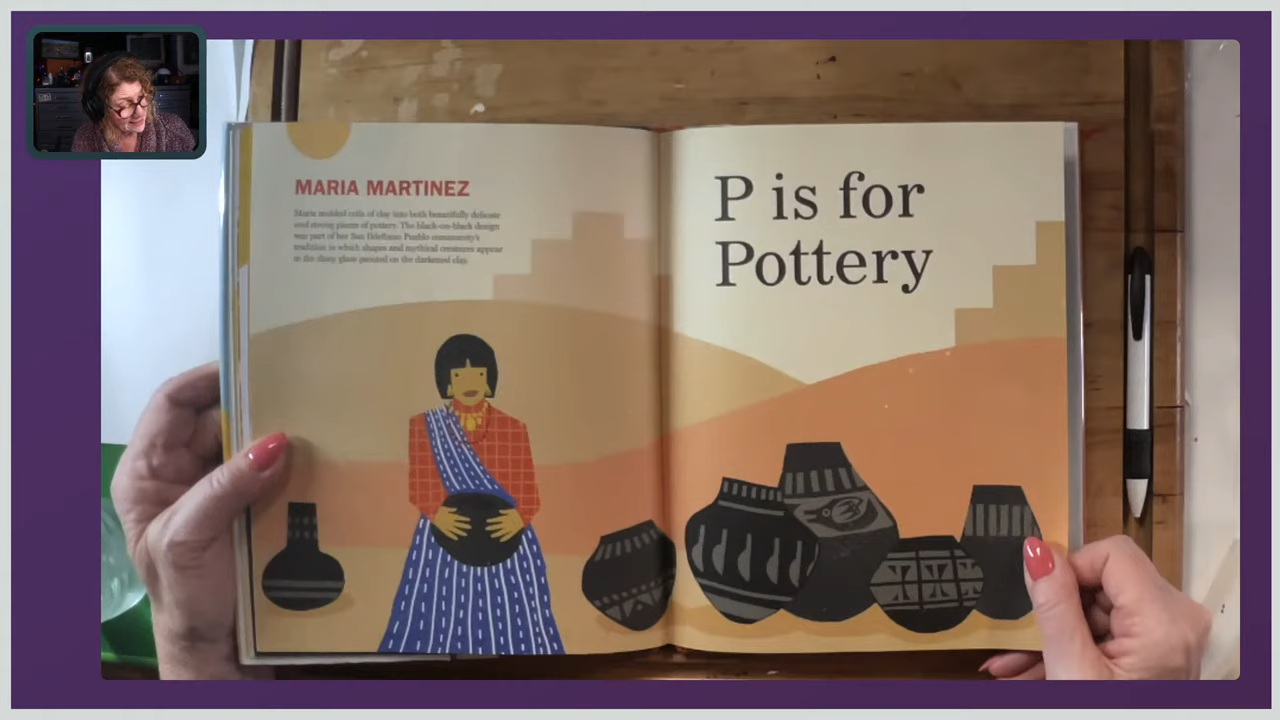 MARIA MARTINEZ
Maria molded coils of clay into both beautifully delicate
and strong pieces of pottery. The black-on-black design
was part of her San Ildefonso Pueblo community's
tradition in which shapes and mythical creatures appear
in the shiny glaze painted on the darkened clay.
P is for
Pottery